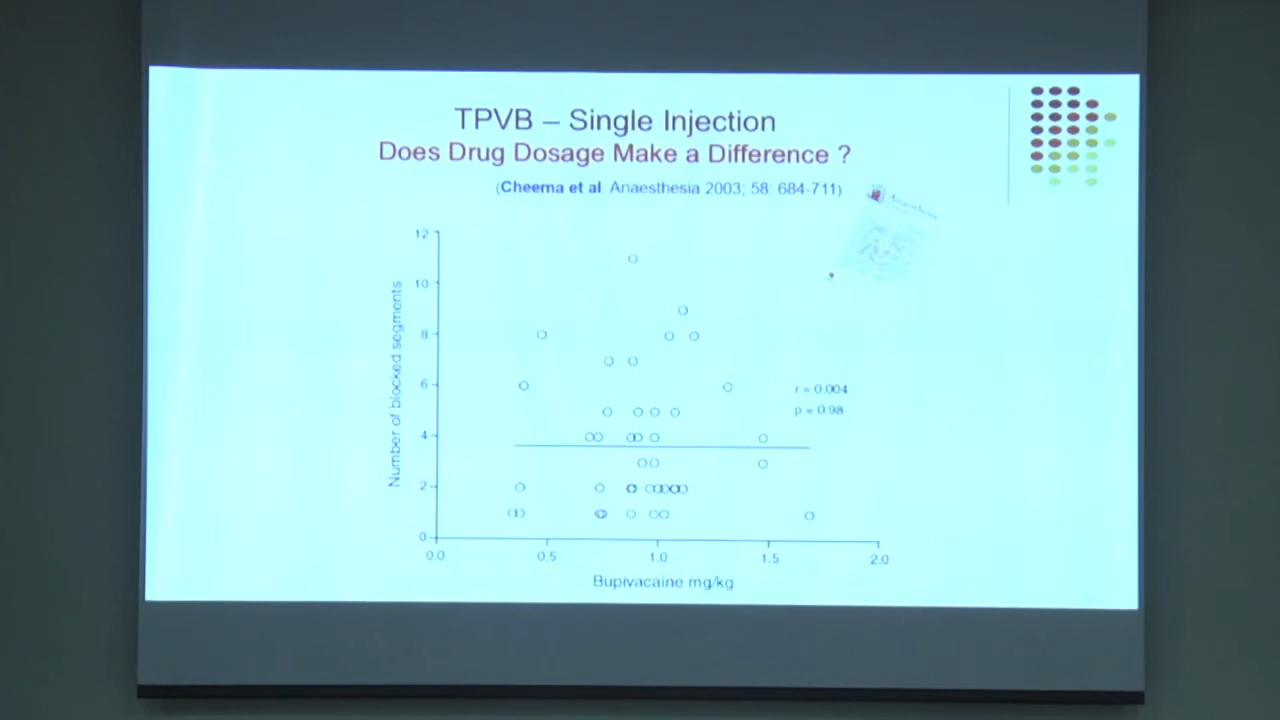 TPVB – Single Injection
Does Drug Dosage Make a Difference ?
(Cheema et al. Anaesthesia 2003; 58: 684-711)
Anaesthesia
12
10
8
6
4
2
0
Number of blocked segments
r = 0.004
p = 0.98
0.0 0.5 1.0 1.5 2.0
Bupivacaine mg/kg